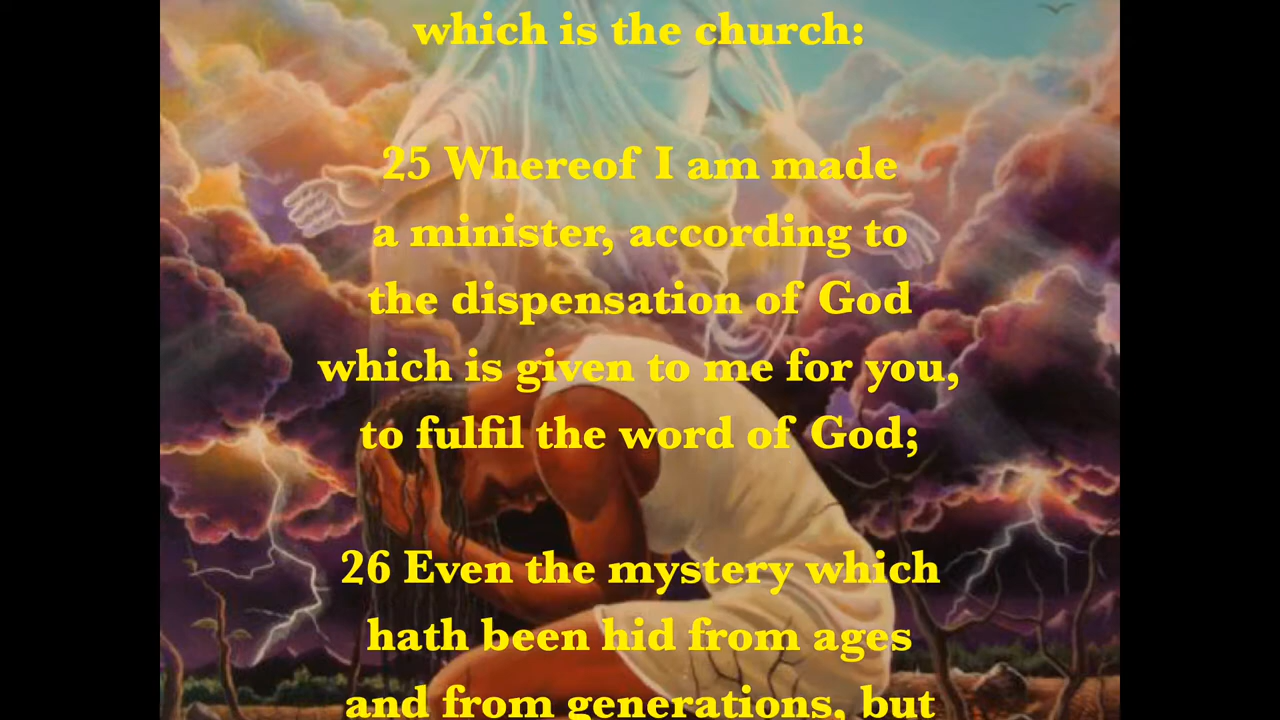 which is the church:
25 Whereof I am made
a minister, according to
the dispensation of God
which is given to me for you,
to fulfil the word of God;
26 Even the mystery which
hath been hid from ages
and from generations, but